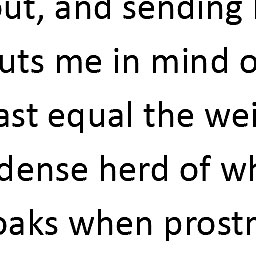 out, and sending
uts me in mind o
ast equal the wei
dense herd of wh
oaks when prostr